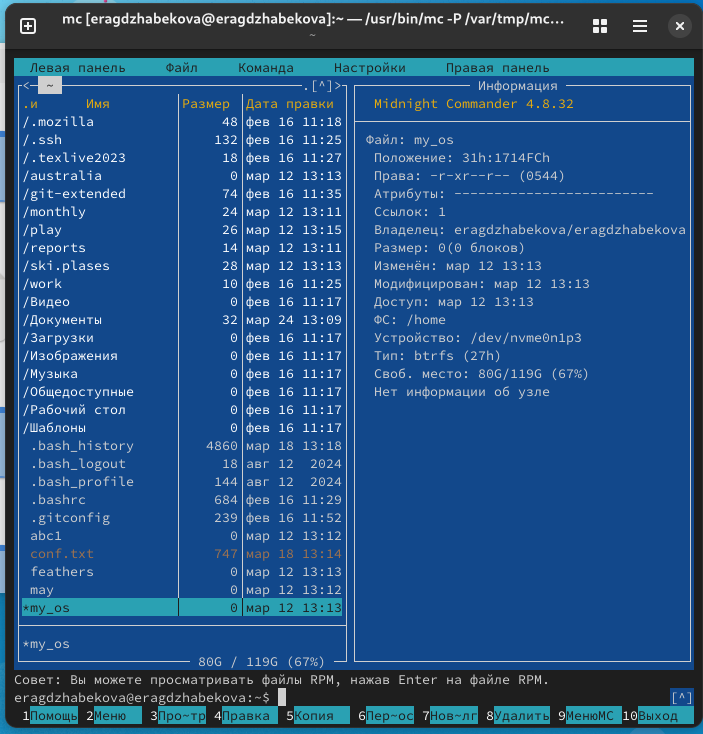 mc [eragdzhabekova@eragdzhabekova]:~ — /usr/bin/mc -P /var/tmp/mc…
~
Левая панель Файл Команда Настройки Правая панель
<─ ~ .[^]>
.и Имя Размер Дата правки
/.mozilla 48 фев 16 11:18
/.ssh 132 фев 16 11:25
/.texlive2023 18 фев 16 11:27
/australia 0 мар 12 13:13
/git-extended 74 фев 16 11:35
/monthly 24 мар 12 13:11
/play 26 мар 12 13:15
/reports 14 мар 12 13:11
/ski.plases 28 мар 12 13:13
/work 10 фев 16 11:25
/Видео 0 фев 16 11:17
/Документы 32 мар 24 13:09
/Загрузки 0 фев 16 11:17
/Изображения 0 фев 16 11:17
/Музыка 0 фев 16 11:17
/Общедоступные 0 фев 16 11:17
/Рабочий стол 0 фев 16 11:17
/Шаблоны 0 фев 16 11:17
.bash_history 4860 мар 18 13:18
.bash_logout 18 авг 12 2024
.bash_profile 144 авг 12 2024
.bashrc 684 фев 16 11:29
.gitconfig 239 фев 16 11:52
abc1 0 мар 12 13:12
conf.txt 747 мар 18 13:14
feathers 0 мар 12 13:13
may 0 мар 12 13:12
*my_os 0 мар 12 13:13
*my_os
80G / 119G (67%)
Информация
Midnight Commander 4.8.32
Файл: my_os
Положение: 31h:1714FCh
Права: -r-xr--r-- (0544)
Атрибуты: -------------------------
Ссылок: 1
Владелец: eragdzhabekova/eragdzhabekova
Размер: 0(0 блоков)
Изменён: мар 12 13:13
Модифицирован: мар 12 13:13
Доступ: мар 12 13:13
ФС: /home
Устройство: /dev/nvme0n1p3
Тип: btrfs (27h)
Своб. место: 80G/119G (67%)
Нет информации об узле
Совет: Вы можете просматривать файлы RPM, нажав Enter на файле RPM.
eragdzhabekova@eragdzhabekova:~$ [^]
1Помощь 2Меню 3Про~тр 4Правка 5Копия 6Пер~ос 7Нов~лг 8Удалить 9МенюMC 10Выход